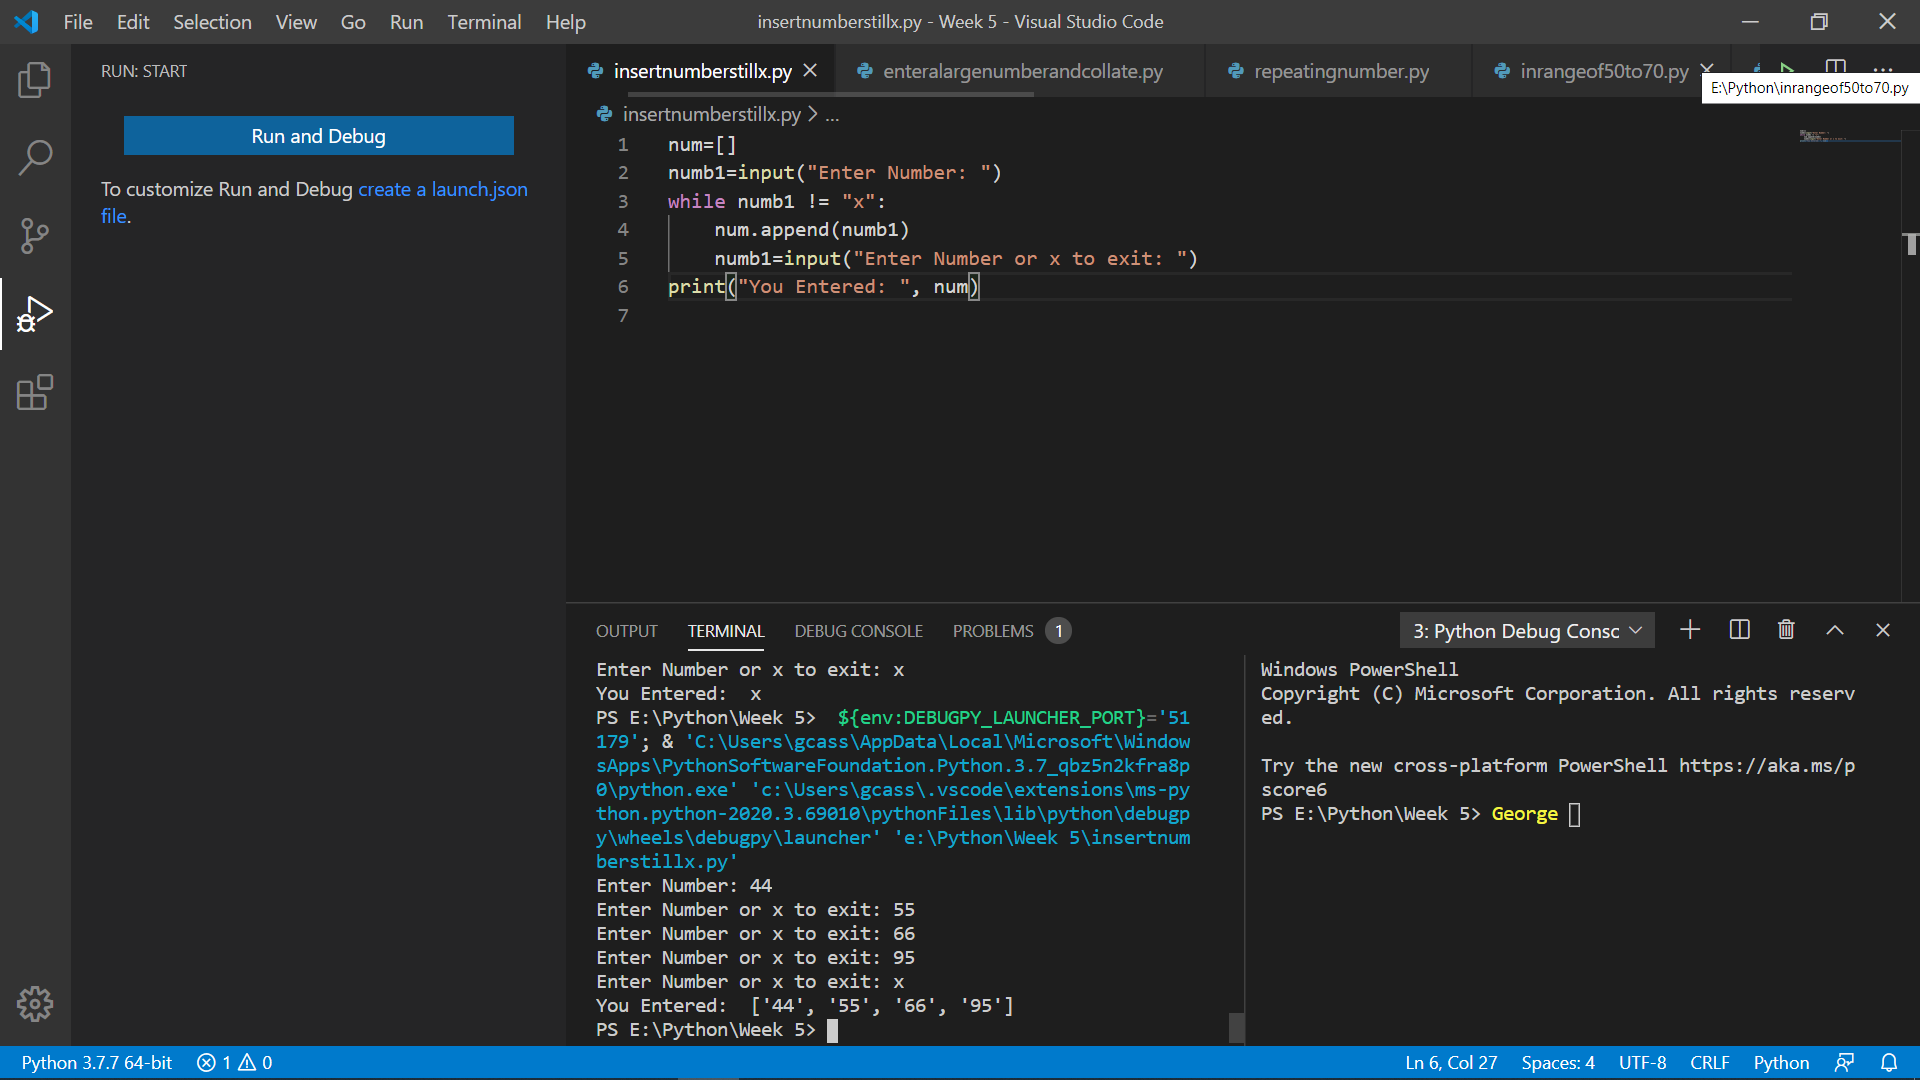 File Edit Selection View Go Run Terminal Help
insertnumberstillx.py - Week 5 - Visual Studio Code
RUN: START
Run and Debug
To customize Run and Debug create a launch.json
file.
insertnumberstillx.py
enteralargenumberandcollate.py
repeatingnumber.py
inrangeof50to70.py
E:\Python\inrangeof50to70.py
insertnumberstillx.py > ...
1 num=[]
2 numb1=input("Enter Number: ")
3 while numb1 != "x":
4     num.append(numb1)
5     numb1=input("Enter Number or x to exit: ")
6 print("You Entered: ", num)
7
OUTPUT TERMINAL DEBUG CONSOLE PROBLEMS 1
3: Python Debug Consc
Enter Number or x to exit: x
You Entered:  x
PS E:\Python\Week 5>  ${env:DEBUGPY_LAUNCHER_PORT}='51
179'; & 'C:\Users\gcass\AppData\Local\Microsoft\Window
sApps\PythonSoftwareFoundation.Python.3.7_qbz5n2kfra8p
0\python.exe' 'c:\Users\gcass\.vscode\extensions\ms-py
thon.python-2020.3.69010\pythonFiles\lib\python\debugp
y\wheels\debugpy\launcher' 'e:\Python\Week 5\insertnum
berstillx.py'
Enter Number: 44
Enter Number or x to exit: 55
Enter Number or x to exit: 66
Enter Number or x to exit: 95
Enter Number or x to exit: x
You Entered:  ['44', '55', '66', '95']
PS E:\Python\Week 5>
Windows PowerShell
Copyright (C) Microsoft Corporation. All rights reserv
ed.
Try the new cross-platform PowerShell https://aka.ms/p
score6
PS E:\Python\Week 5> George
Python 3.7.7 64-bit 1 0
Ln 6, Col 27 Spaces: 4 UTF-8 CRLF Python